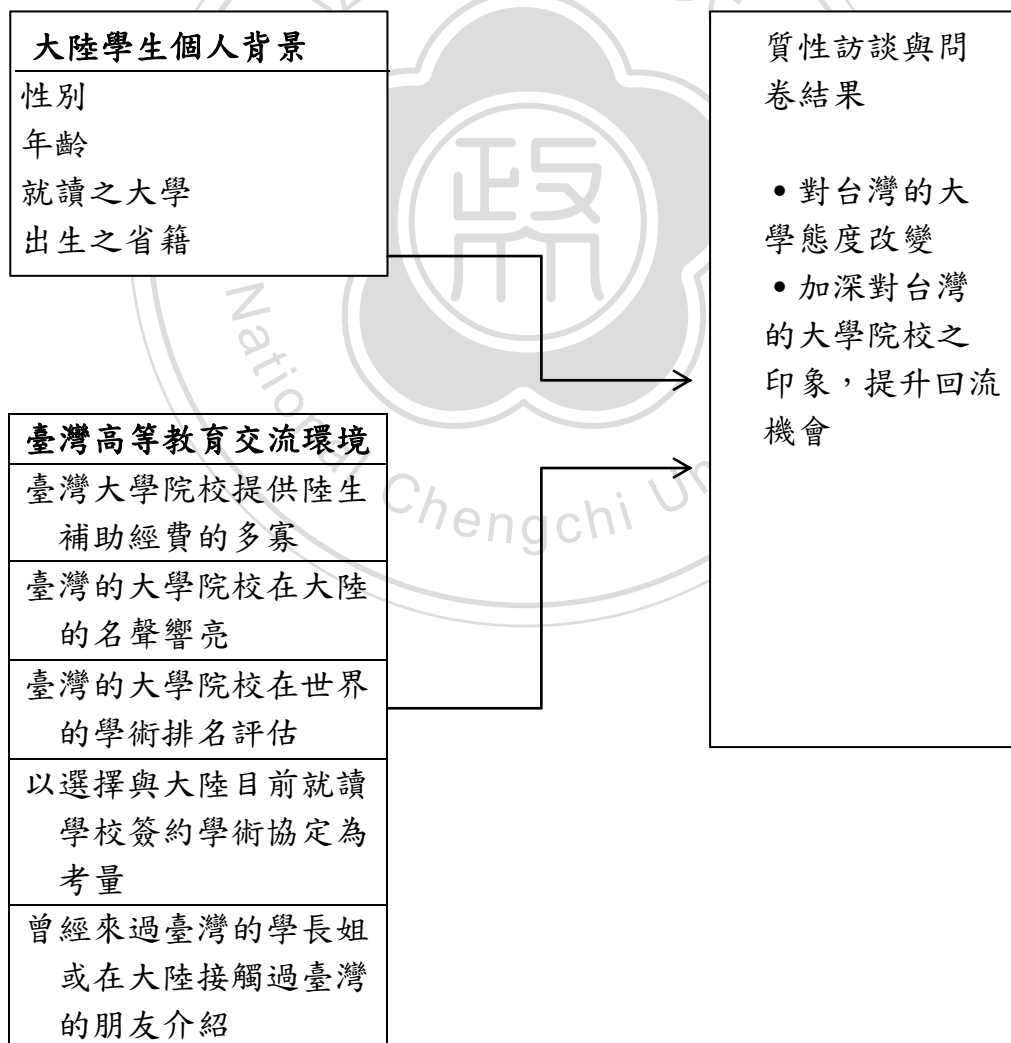 大陸學生個人背景
性別
年齡
就讀之大學
出生之省籍
臺灣高等教育交流環境
臺灣大學院校提供陸生
補助經費的多寡
臺灣的大學院校在大陸
的名聲響亮
臺灣的大學院校在世界
的學術排名評估
以選擇與大陸目前就讀
學校簽約學術協定為
考量
曾經來過臺灣的學長姐
或在大陸接觸過臺灣
的朋友介紹
質性訪談與問
卷結果
•對台灣的大
學態度改變
•加深對台灣
的大學院校之
印象,提升回流
機會
政
National Chengchi Un